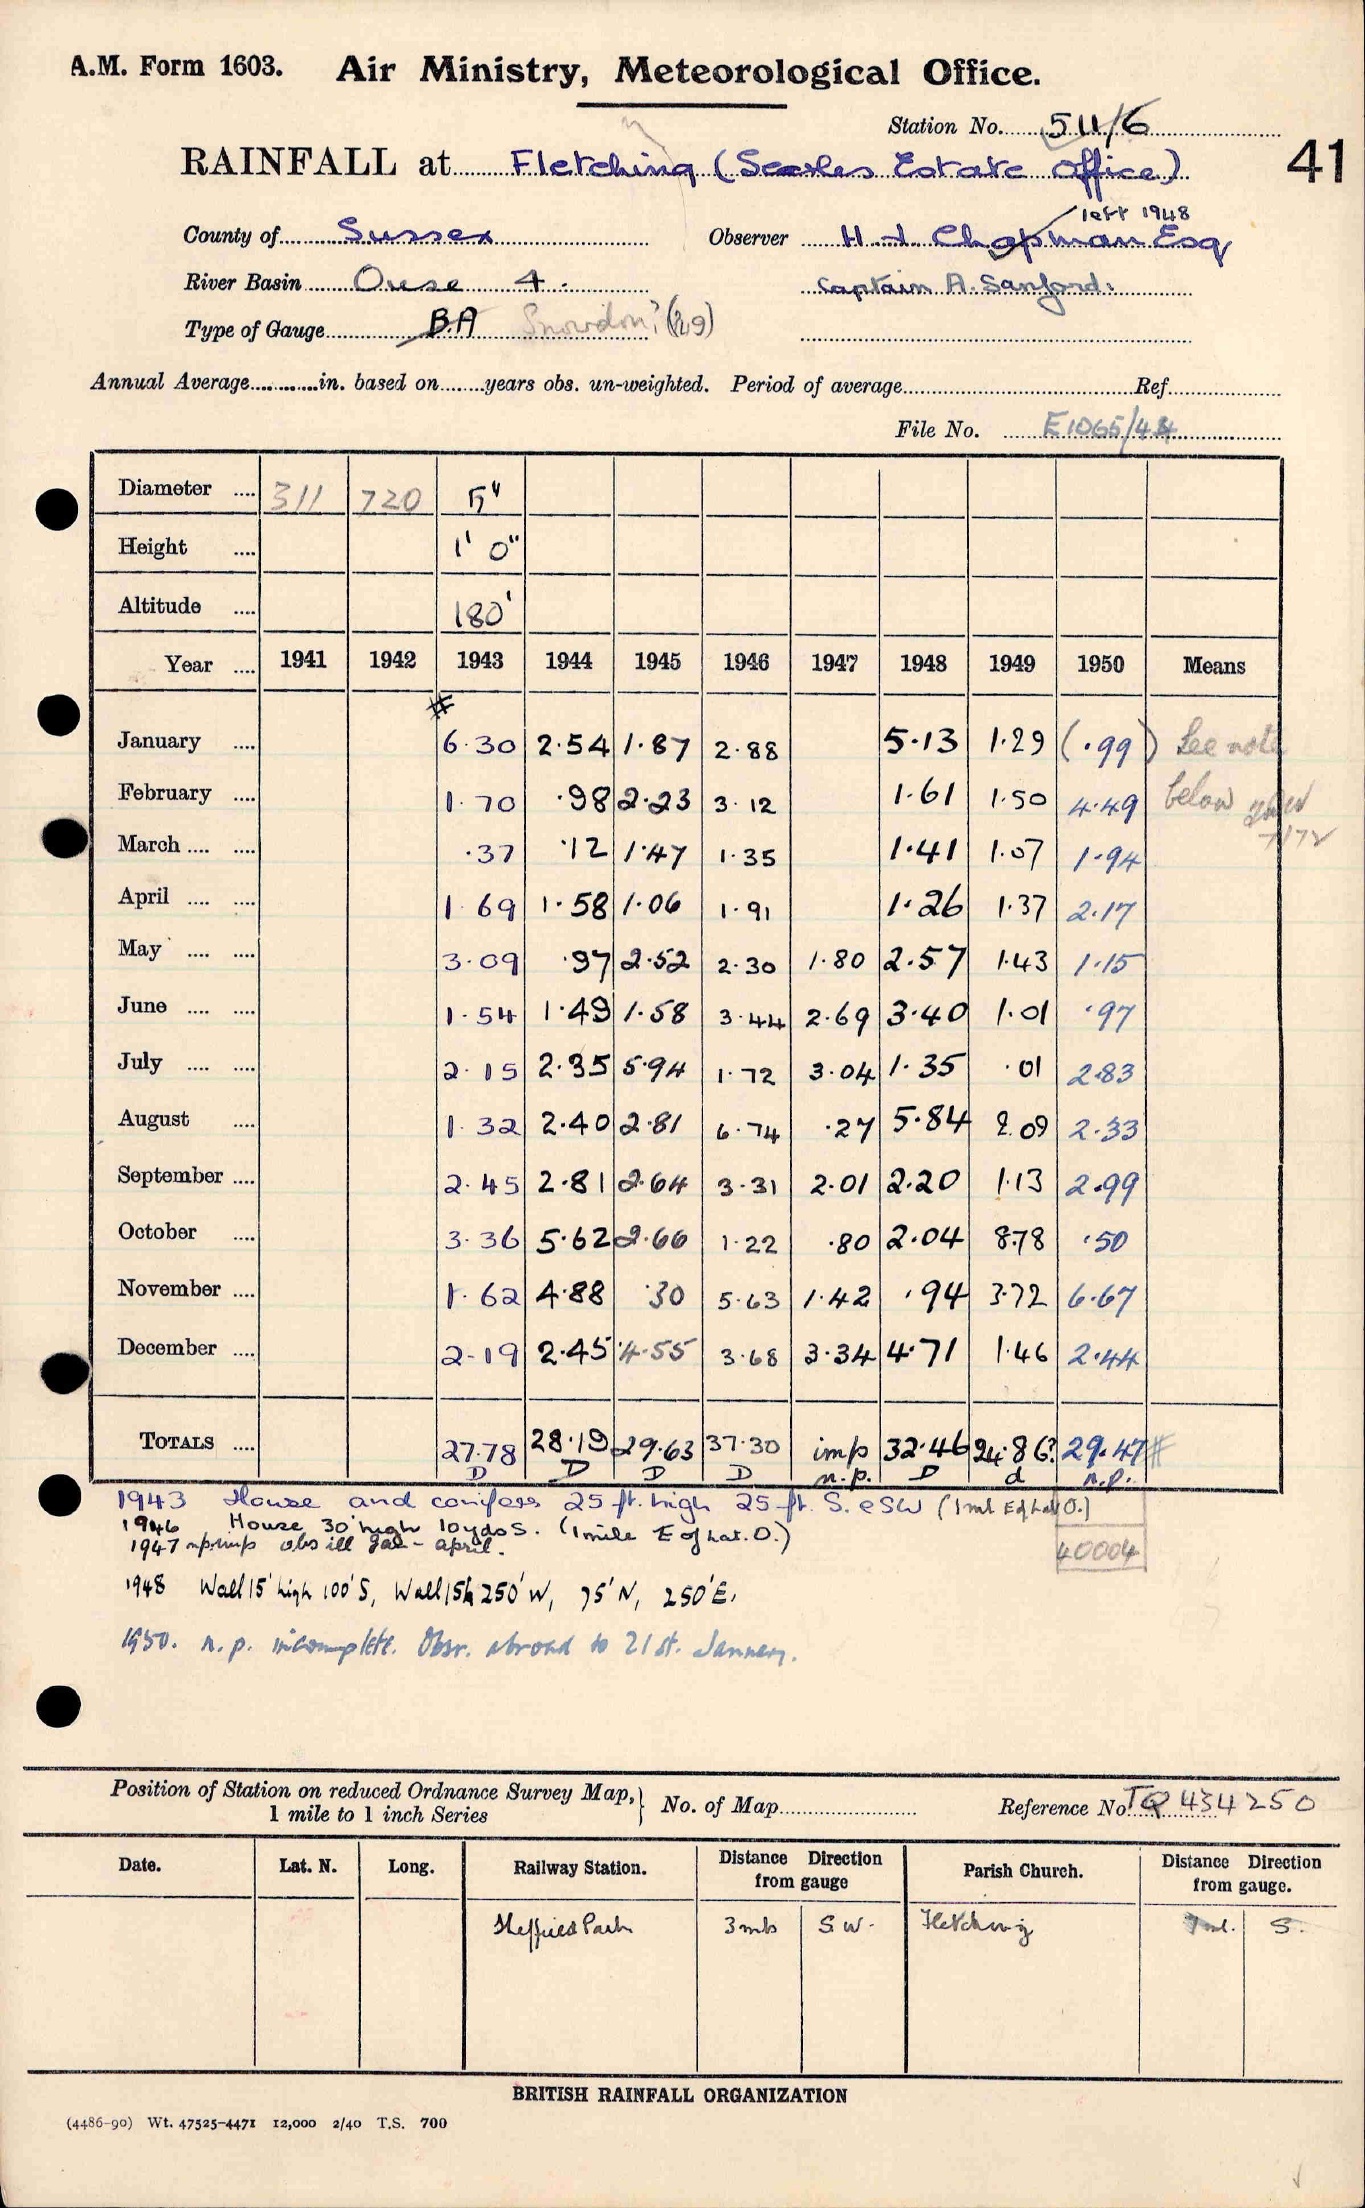 A.M. Form 1603. Air Ministry, Meteorological Office.
Station No. 511/6
41
RAINFALL at Fletching (Searles Estate Office)
left 1948
County of Sussex Observer H. I. Chapman Esq
River Basin Ouse 4. Captain A. Sanford.
Type of Gauge B.A Snowdon? (29)
Annual Average in. based on years obs. un-weighted. Period of average Ref.
File No. E1065/44
Diameter .... 311 720 5"
Height .... 1' 0"
Altitude .... 180'
Year .... 1941 1942 1943 1944 1945 1946 1947 1948 1949 1950 Means
#
January .... 6.30 2.54 1.87 2.88 5.13 1.29 (.99) See note
February .... 1.70 .98 2.23 3.12 1.61 1.50 4.49 below
March .... .... .37 .12 1.47 1.35 1.41 1.07 1.94 7/72
April .... .... 1.69 1.58 1.06 1.91 1.26 1.37 2.17
May .... .... 3.09 .97 2.52 2.30 1.80 2.57 1.43 1.15
June .... .... 1.54 1.49 1.58 3.44 2.69 3.40 1.01 .97
July .... .... 2.15 2.35 5.94 1.72 3.04 1.35 .01 2.83
August .... 1.32 2.40 2.81 6.74 .27 5.84 2.09 2.33
September .... 2.45 2.81 2.64 3.31 2.01 2.20 1.13 2.99
October .... 3.36 5.62 2.66 1.22 .80 2.04 8.78 .50
November .... 1.62 4.88 .30 5.63 1.42 .94 3.72 6.67
December .... 2.19 2.45 4.55 3.68 3.34 4.71 1.46 2.44
TOTALS .... 27.78 28.19 29.63 37.30 imp 32.46 24.86? 29.47 #
D D D D n.p. D d n.p.
1943 House and conifers 25 ft. high 25 ft. S. & SW (1 ml E of Lat O.)
1946 House 30' high 10 yds S. (1 mile E of Lat. O.)
1947 n.p. imp obs ill Jan - April.
40004
1948 Wall 15' high 100' S, Wall 15h 250' W, 75' N, 250' E.
1950. n.p. incomplete. Obsr. abroad to 21st. January.
Position of Station on reduced Ordnance Survey Map, 1 mile to 1 inch Series No. of Map Reference No. TQ 434250
Date. Lat. N. Long. Railway Station. Distance Direction from gauge Parish Church. Distance Direction from gauge.
Sheffield Park 3 mls S.W. Fletching 1 ml. S.
BRITISH RAINFALL ORGANIZATION
(4486-90) Wt. 47525-4471 12,000 2/40 T.S. 700